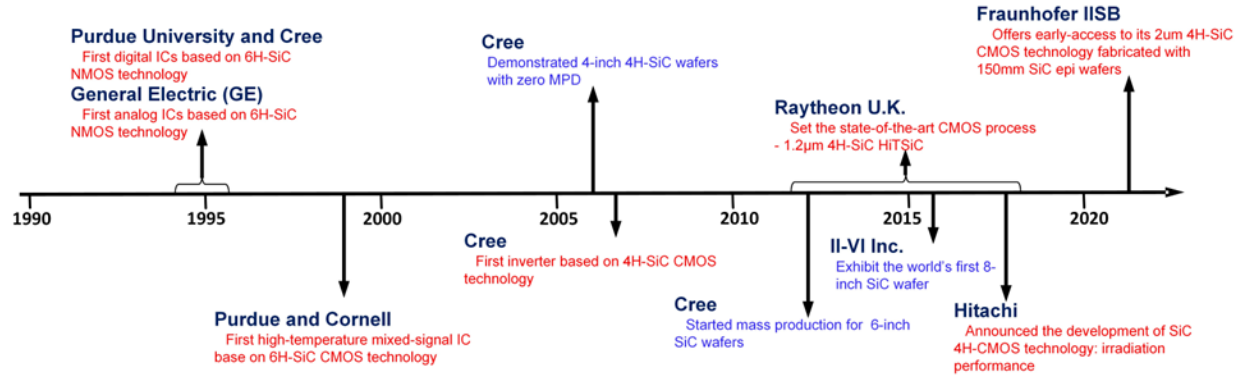 Purdue University and Cree
First digital ICs based on 6H-SiC
NMOS technology
General Electric (GE)
First analog ICs based on 6H-SiC
NMOS technology
Cree
Demonstrated 4-inch 4H-SiC wafers
with zero MPD
Raytheon U.K.
Set the state-of-the-art CMOS process
- 1.2μm 4H-SiC HiTSiC
Fraunhofer IISB
Offers early-access to its 2um 4H-SiC
CMOS technology fabricated with
150mm SiC epi wafers
1990
1995
2000
2005
2010
2015
2020
Purdue and Cornell
First high-temperature mixed-signal IC
base on 6H-SiC CMOS technology
Cree
First inverter based on 4H-SiC CMOS
technology
Cree
Started mass production for 6-inch
SiC wafers
II-VI Inc.
Exhibit the world's first 8-
inch SiC wafer
Hitachi
Announced the development of SiC
4H-CMOS technology: irradiation
performance